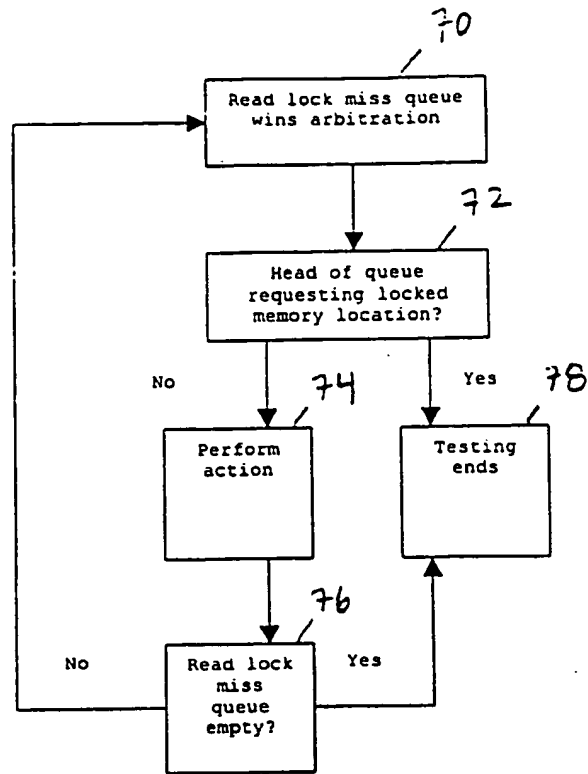 70
Read lock miss queue
wins arbitration
72
Head of queue
requesting locked
memory location?
No
74
Yes
78
Perform
action
Testing
ends
76
No
Read lock
miss
queue
empty?
Yes